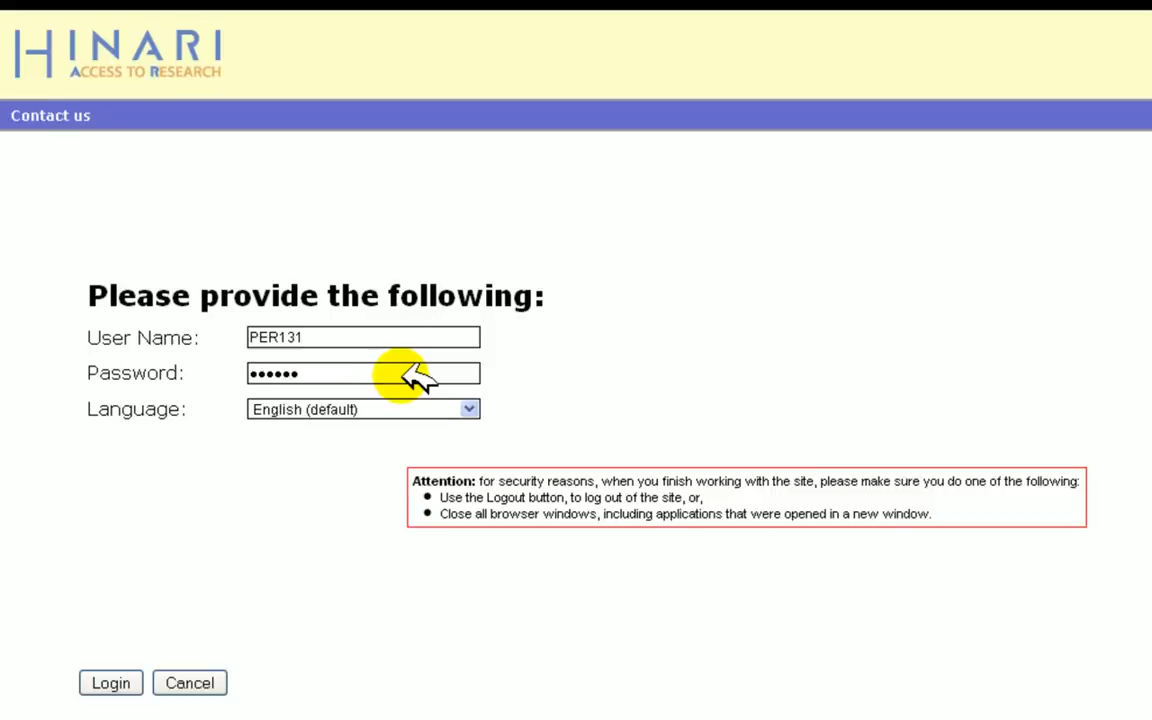 HINARI
ACCESS TO RESEARCH
Contact us
Please provide the following:
User Name: PER131
Password: ••••••
Language: English (default)
Attention: for security reasons, when you finish working with the site, please make sure you do one of the following:
• Use the Logout button, to log out of the site, or,
• Close all browser windows, including applications that were opened in a new window.
Login Cancel